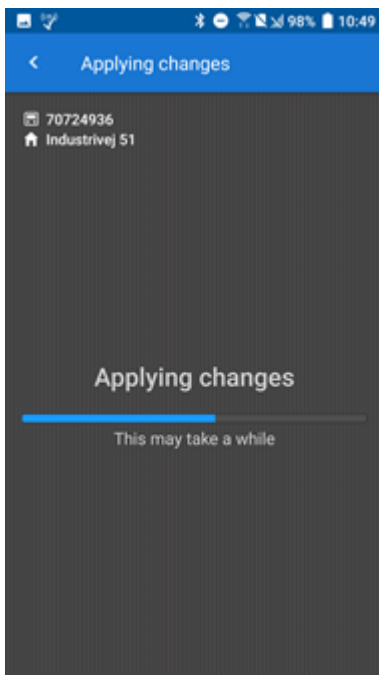 98% 10:49
Applying changes
70724936
Industrivej 51
Applying changes
This may take a while